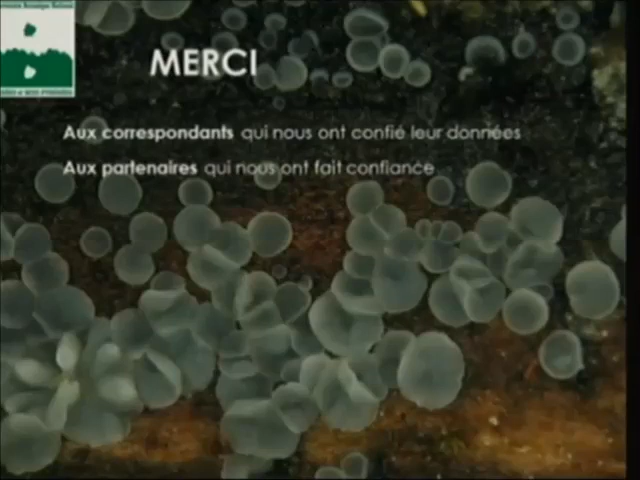 MERCI
Aux correspondants qui nous ont confié leur données
Aux partenaires qui nous ont fait confiance